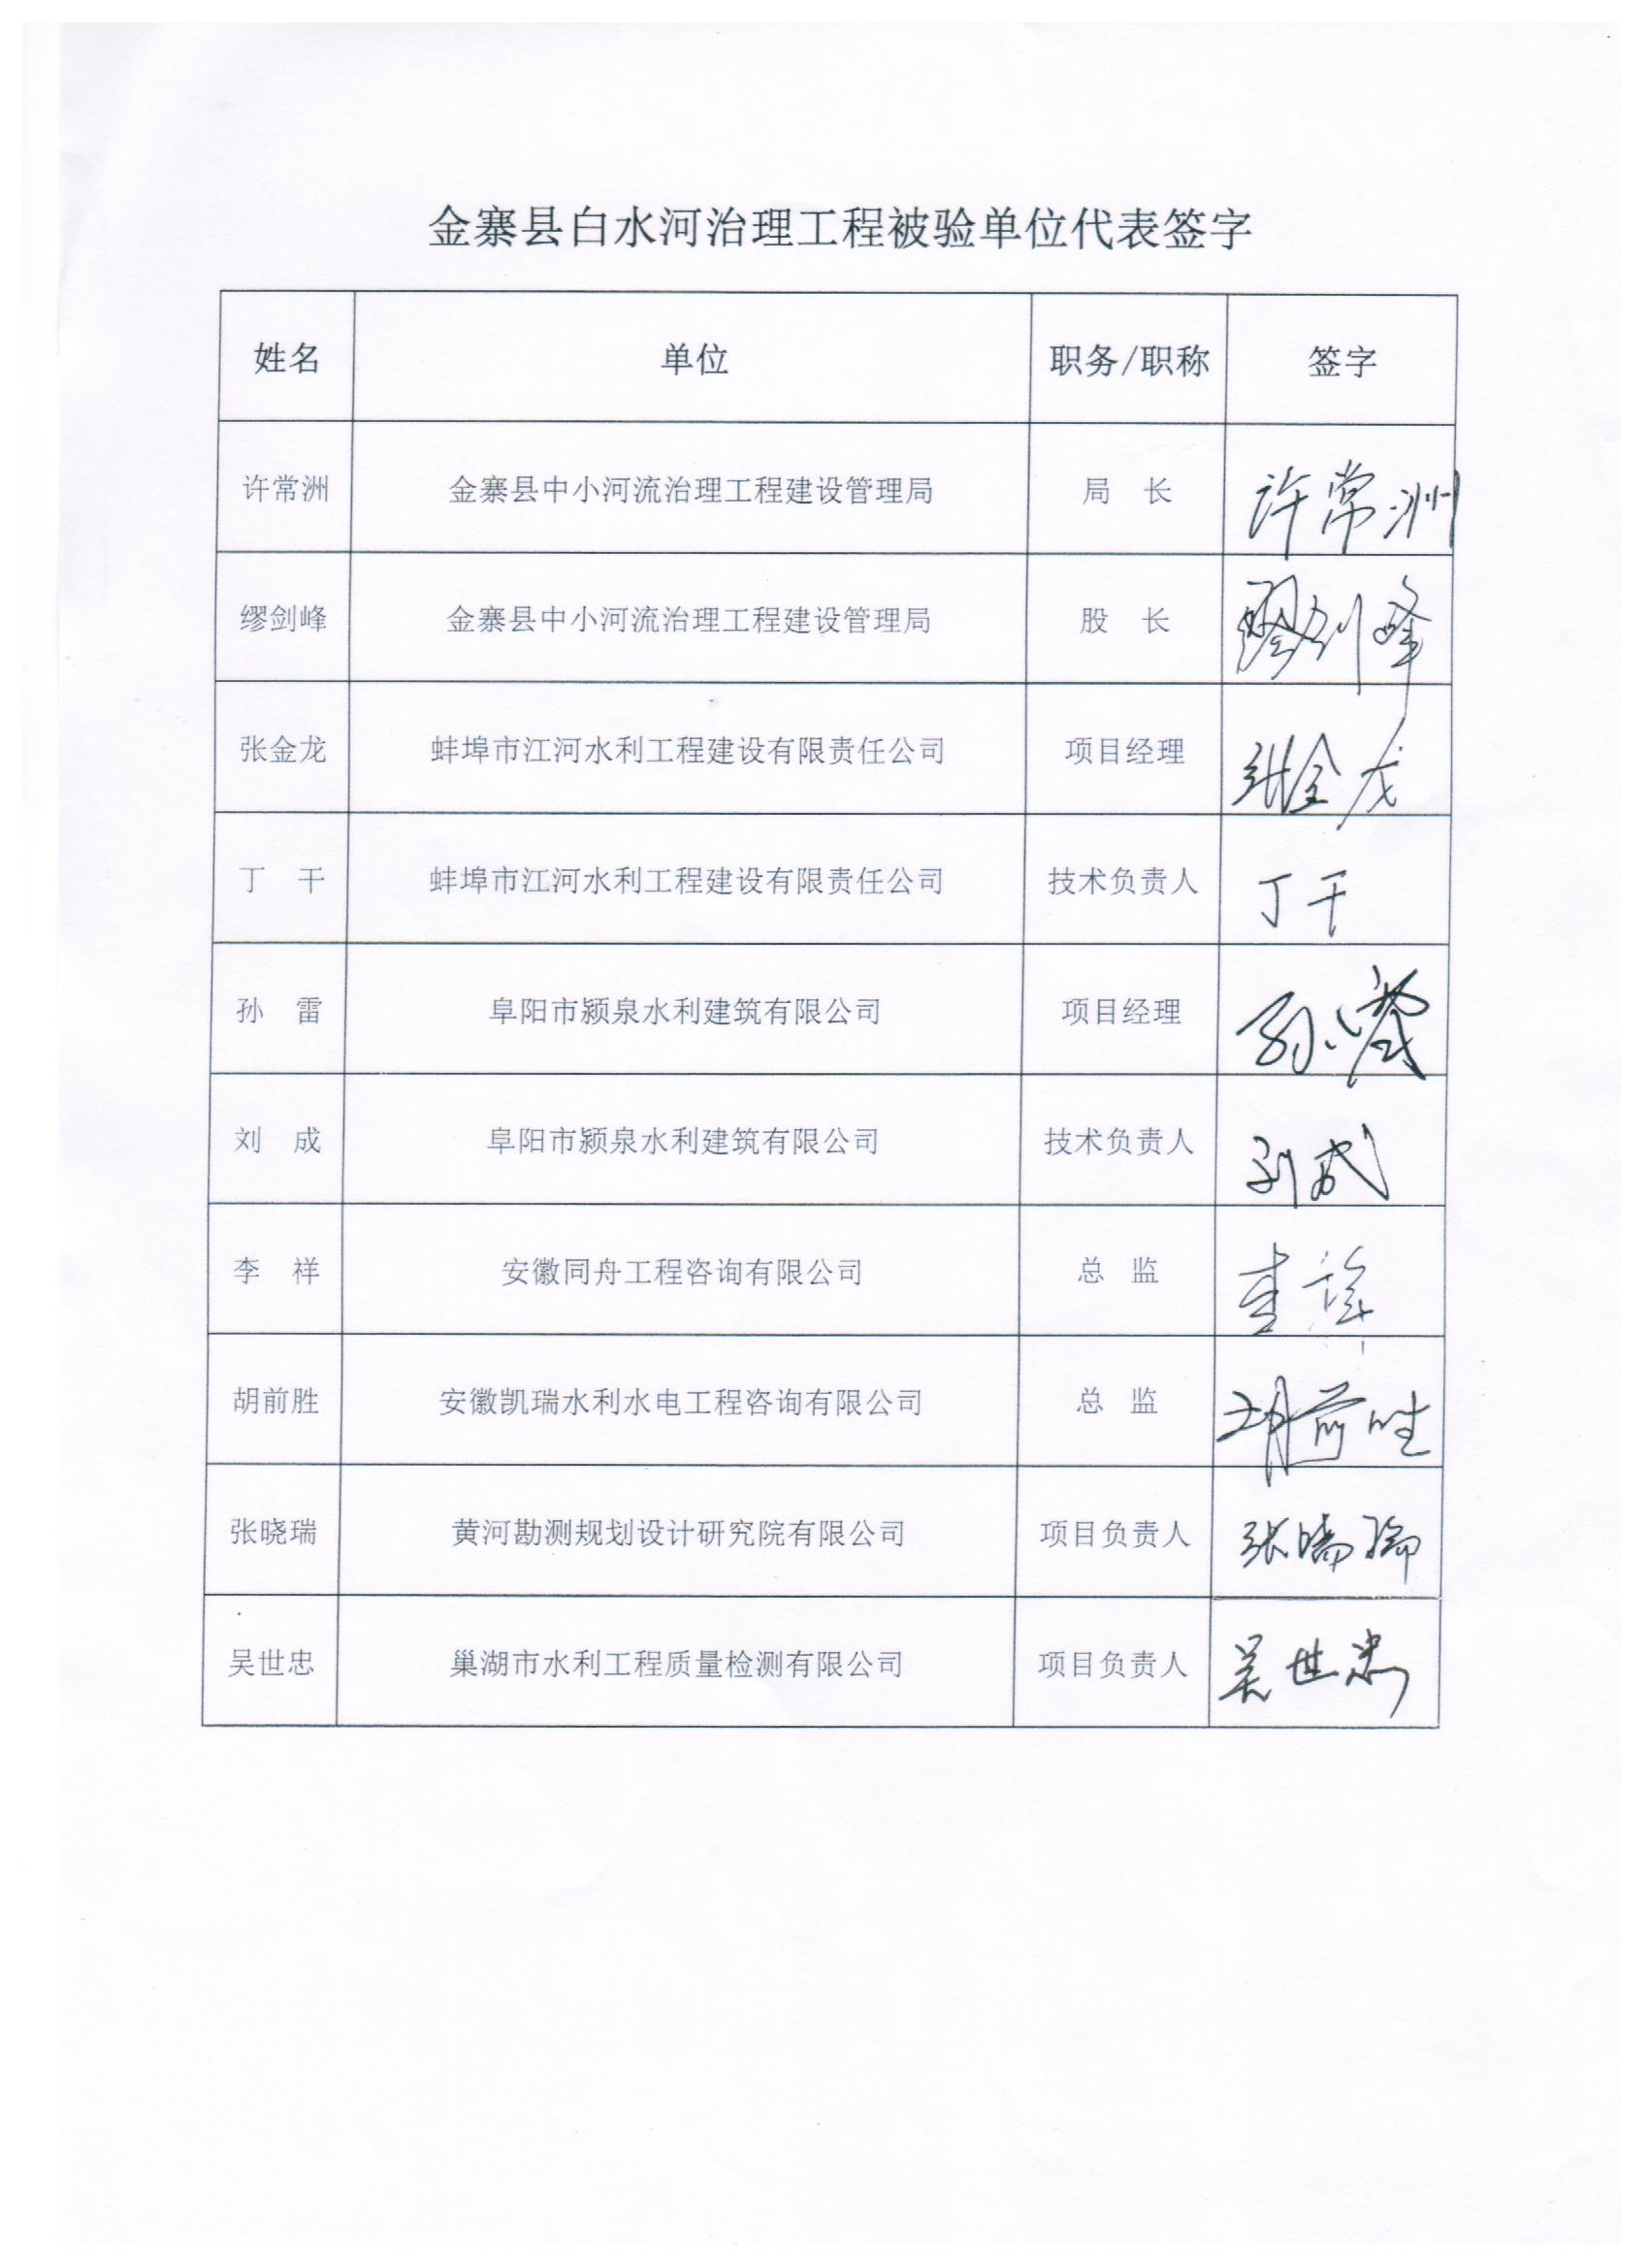 金寨县白水河治理工程被验单位代表签字
姓名 单位 职务/职称 签字
许常洲 金寨县中小河流治理工程建设管理局 局 长 许常洲
缪剑峰 金寨县中小河流治理工程建设管理局 股 长 缪剑峰
张金龙 蚌埠市江河水利工程建设有限责任公司 项目经理 张金龙
丁 干 蚌埠市江河水利工程建设有限责任公司 技术负责人 丁干
孙 雷 阜阳市颍泉水利建筑有限公司 项目经理 孙雷
刘 成 阜阳市颍泉水利建筑有限公司 技术负责人 刘成
李 祥 安徽同舟工程咨询有限公司 总 监 李祥
胡前胜 安徽凯瑞水利水电工程咨询有限公司 总 监 胡前胜
张晓瑞 黄河勘测规划设计研究院有限公司 项目负责人 张晓瑞
吴世忠 巢湖市水利工程质量检测有限公司 项目负责人 吴世忠